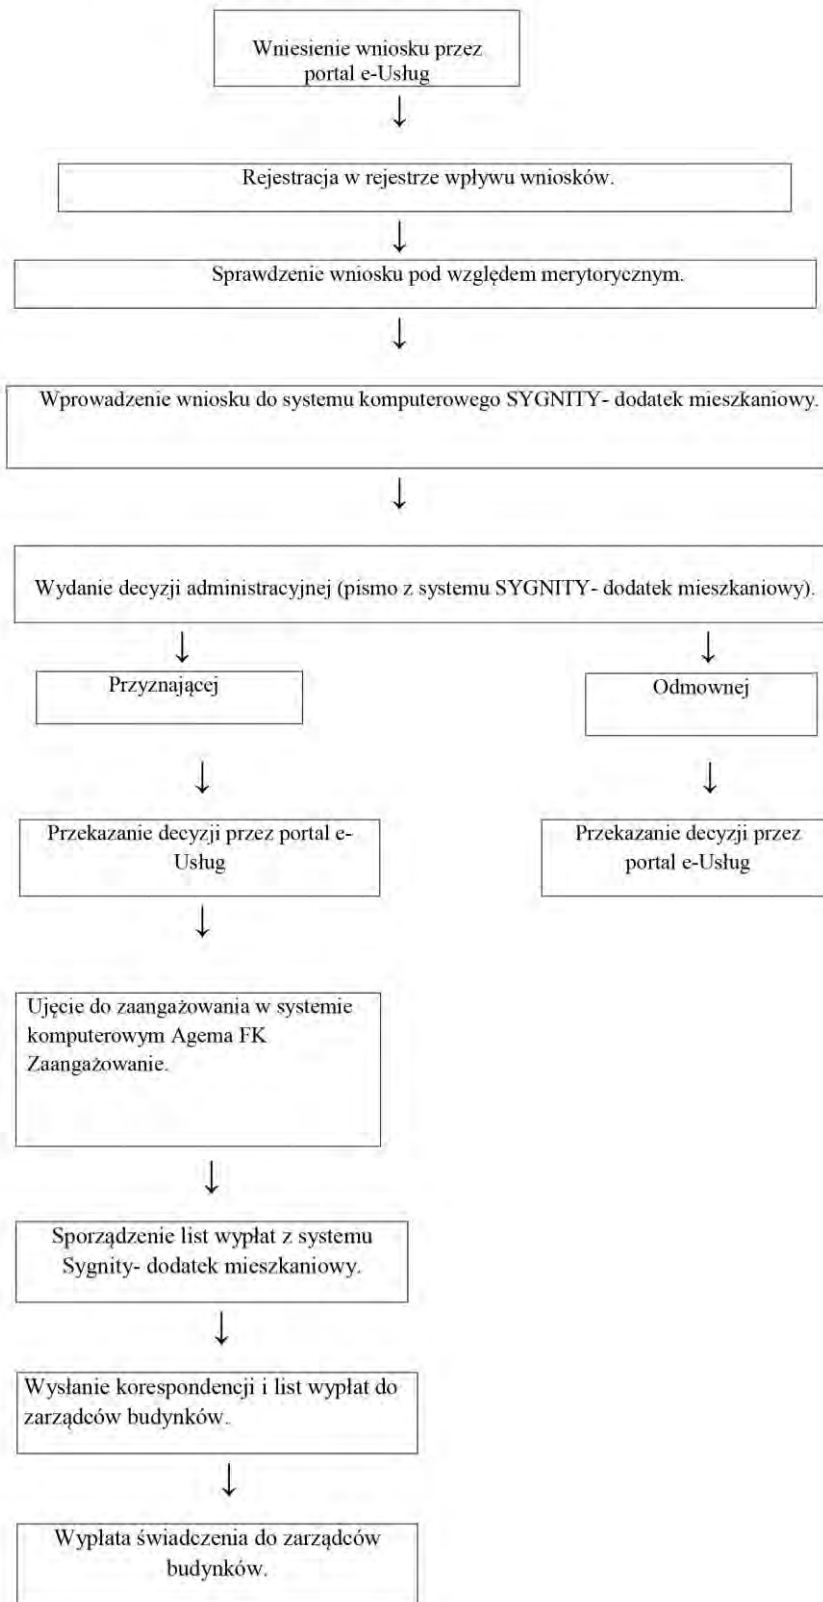 Wniesienie wniosku przez
portal e-Usług
Rejestracja w rejestrze wpływu wniosków.
Sprawdzenie wniosku pod względem merytorycznym.
Wprowadzenie wniosku do systemu komputerowego SYGNITY- dodatek mieszkaniowy.
Wydanie decyzji administracyjnej (pismo z systemu SYGNITY- dodatek mieszkaniowy).
Przyznającej
Odmownej
Przekazanie decyzji przez portal e-
Usług
Przekazanie decyzji przez
portal e-Usług
Ujęcie do zaangażowania w systemie
komputerowym Agema FK
Zaangażowanie.
Sporządzenie list wypłat z systemu
Sygnity- dodatek mieszkaniowy.
Wysłanie korespondencji i list wypłat do
zarządców budynków.
Wypłata świadczenia do zarządców
budynków.